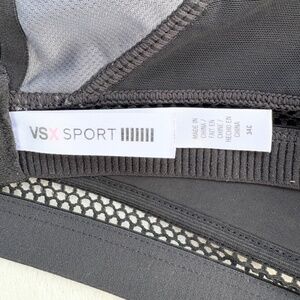 VSX SPORT
MADE IN
CHINA /
FAIT EN
CHINE /
HECHO EN
CHINA
34C